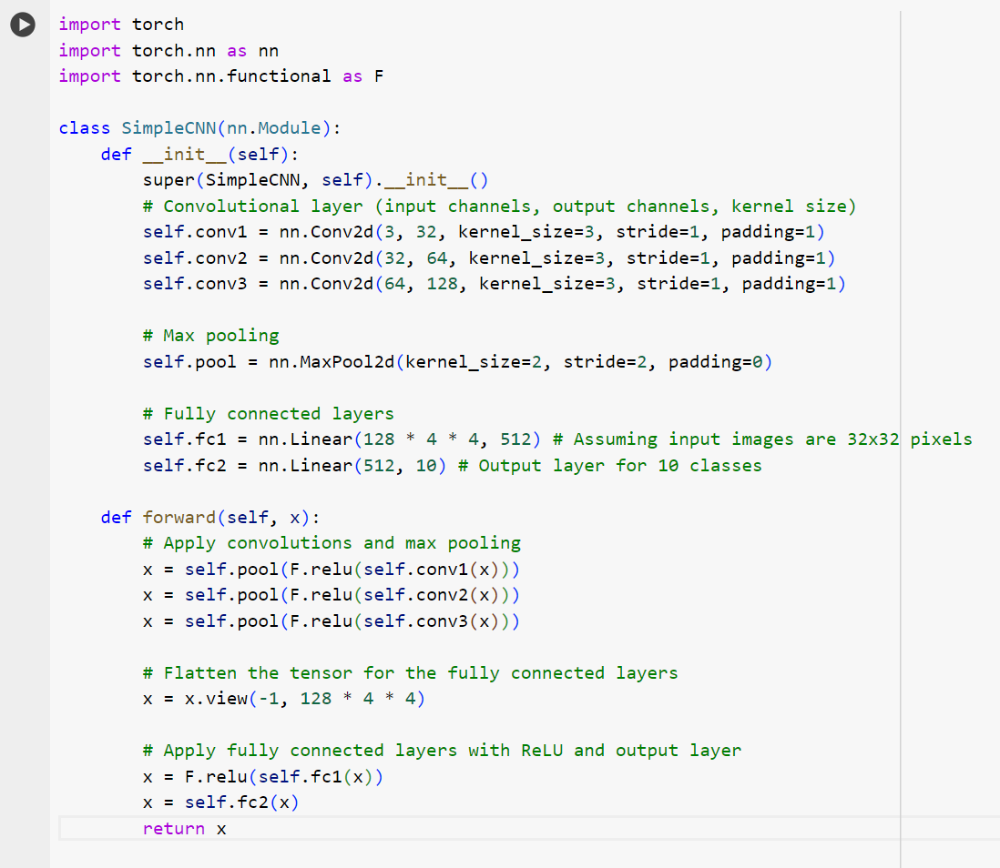 import torch
import torch.nn as nn
import torch.nn.functional as F

class SimpleCNN(nn.Module):
    def __init__(self):
        super(SimpleCNN, self).__init__()
        # Convolutional layer (input channels, output channels, kernel size)
        self.conv1 = nn.Conv2d(3, 32, kernel_size=3, stride=1, padding=1)
        self.conv2 = nn.Conv2d(32, 64, kernel_size=3, stride=1, padding=1)
        self.conv3 = nn.Conv2d(64, 128, kernel_size=3, stride=1, padding=1)

        # Max pooling
        self.pool = nn.MaxPool2d(kernel_size=2, stride=2, padding=0)

        # Fully connected layers
        self.fc1 = nn.Linear(128 * 4 * 4, 512) # Assuming input images are 32x32 pixels
        self.fc2 = nn.Linear(512, 10) # Output layer for 10 classes

    def forward(self, x):
        # Apply convolutions and max pooling
        x = self.pool(F.relu(self.conv1(x)))
        x = self.pool(F.relu(self.conv2(x)))
        x = self.pool(F.relu(self.conv3(x)))

        # Flatten the tensor for the fully connected layers
        x = x.view(-1, 128 * 4 * 4)

        # Apply fully connected layers with ReLU and output layer
        x = F.relu(self.fc1(x))
        x = self.fc2(x)
        return x